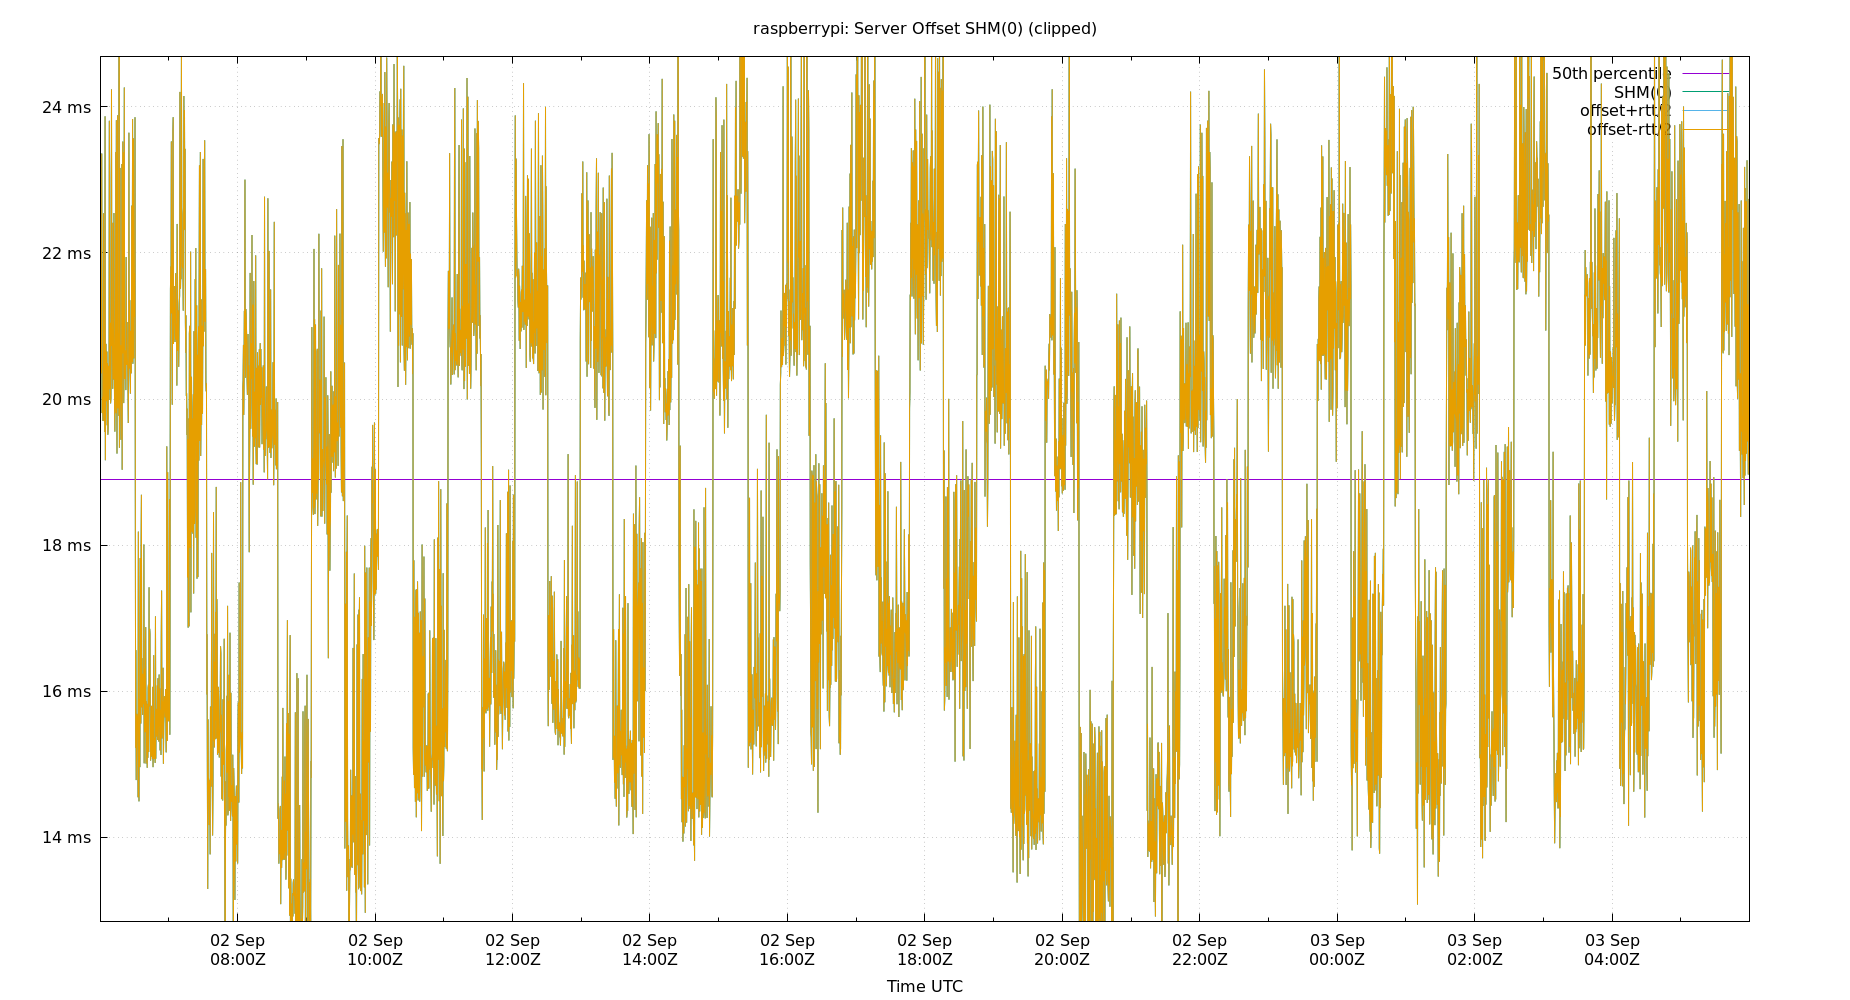 raspberrypi: Server Offset SHM(0) (clipped)
50th percentile
SHM(0)
offset+rtt/2
offset-rtt/2
24 ms
22 ms
20 ms
18 ms
16 ms
14 ms
02 Sep 02 Sep 02 Sep 02 Sep 02 Sep 02 Sep 02 Sep 02 Sep 03 Sep 03 Sep 03 Sep
08:00Z 10:00Z 12:00Z 14:00Z 16:00Z 18:00Z 20:00Z 22:00Z 00:00Z 02:00Z 04:00Z
Time UTC